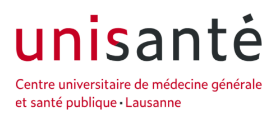 unisanté
Centre universitaire de médecine générale
et santé publique · Lausanne